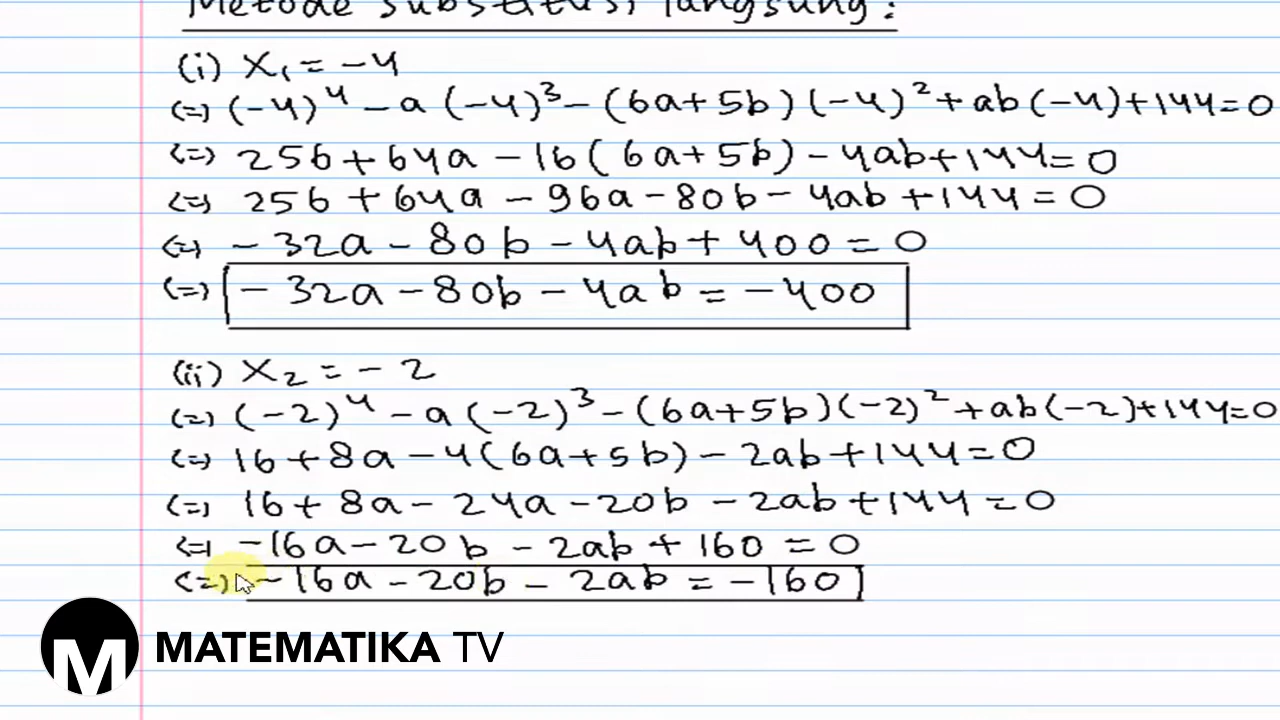 Metode substitusi langsung:
(i) x₁ = -4
(=) (-4)⁴ - a(-4)³ - (6a+5b)(-4)² + ab(-4) + 144 = 0
(=) 256 + 64a - 16(6a+5b) - 4ab + 144 = 0
(=) 256 + 64a - 96a - 80b - 4ab + 144 = 0
(=) -32a - 80b - 4ab + 400 = 0
(=) -32a - 80b - 4ab = -400
(ii) x₂ = -2
(=) (-2)⁴ - a(-2)³ - (6a+5b)(-2)² + ab(-2) + 144 = 0
(=) 16 + 8a - 4(6a+5b) - 2ab + 144 = 0
(=) 16 + 8a - 24a - 20b - 2ab + 144 = 0
(=) -16a - 20b - 2ab + 160 = 0
(=) -16a - 20b - 2ab = -160
M MATEMATIKA TV